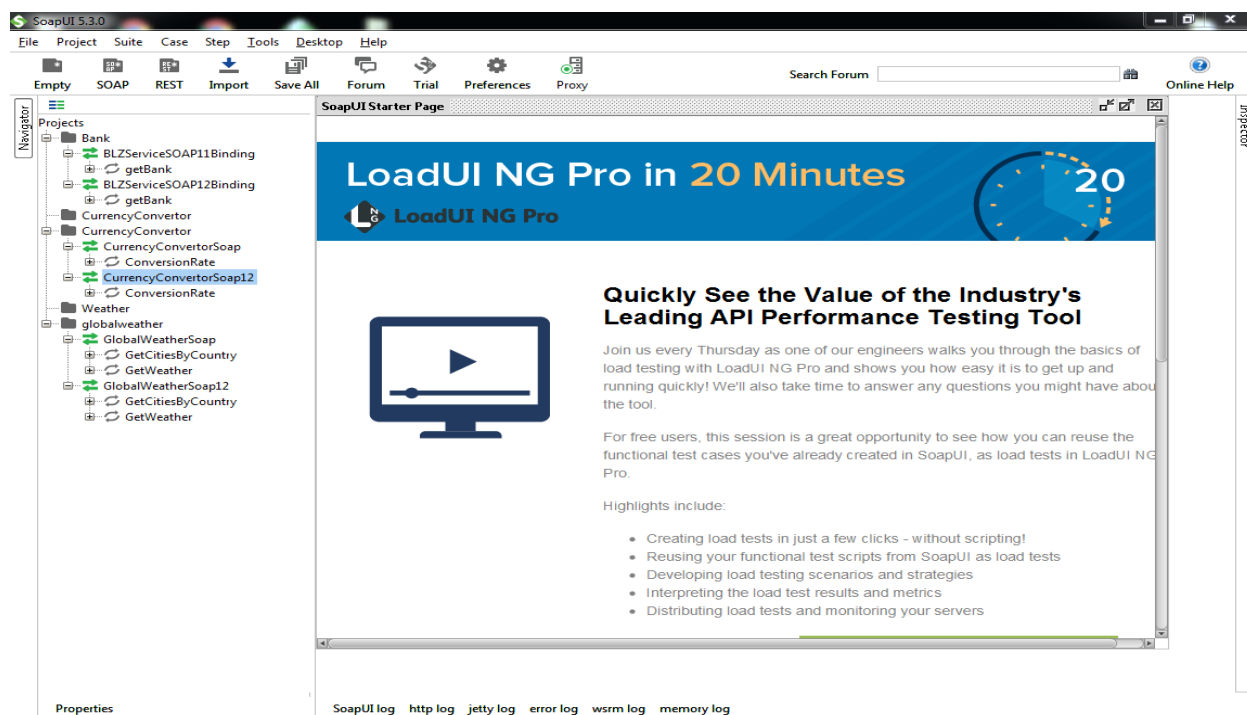 SoapUI 5.3.0
File Project Suite Case Step Tools Desktop Help
Empty SOAP REST Import Save All Forum Trial Preferences Proxy
Search Forum
Online Help
Navigator
Projects
Bank
BLZServiceSOAP11Binding
getBank
BLZServiceSOAP12Binding
getBank
CurrencyConvertor
CurrencyConvertor
CurrencyConvertorSoap
ConversionRate
CurrencyConvertorSoap12
ConversionRate
Weather
globalweather
GlobalWeatherSoap
GetCitiesByCountry
GetWeather
GlobalWeatherSoap12
GetCitiesByCountry
GetWeather
Properties
SoapUI Starter Page
LoadUI NG Pro in 20 Minutes
20
NG LoadUI NG Pro
Quickly See the Value of the Industry's
Leading API Performance Testing Tool
Join us every Thursday as one of our engineers walks you through the basics of
load testing with LoadUI NG Pro and shows you how easy it is to get up and
running quickly! We'll also take time to answer any questions you might have abou
the tool.
For free users, this session is a great opportunity to see how you can reuse the
functional test cases you've already created in SoapUI, as load tests in LoadUI NG
Pro.
Highlights include:
Creating load tests in just a few clicks - without scripting!
Reusing your functional test scripts from SoapUI as load tests
Developing load testing scenarios and strategies
Interpreting the load test results and metrics
Distributing load tests and monitoring your servers
SoapUI log http log jetty log error log wsrm log memory log
Inspector